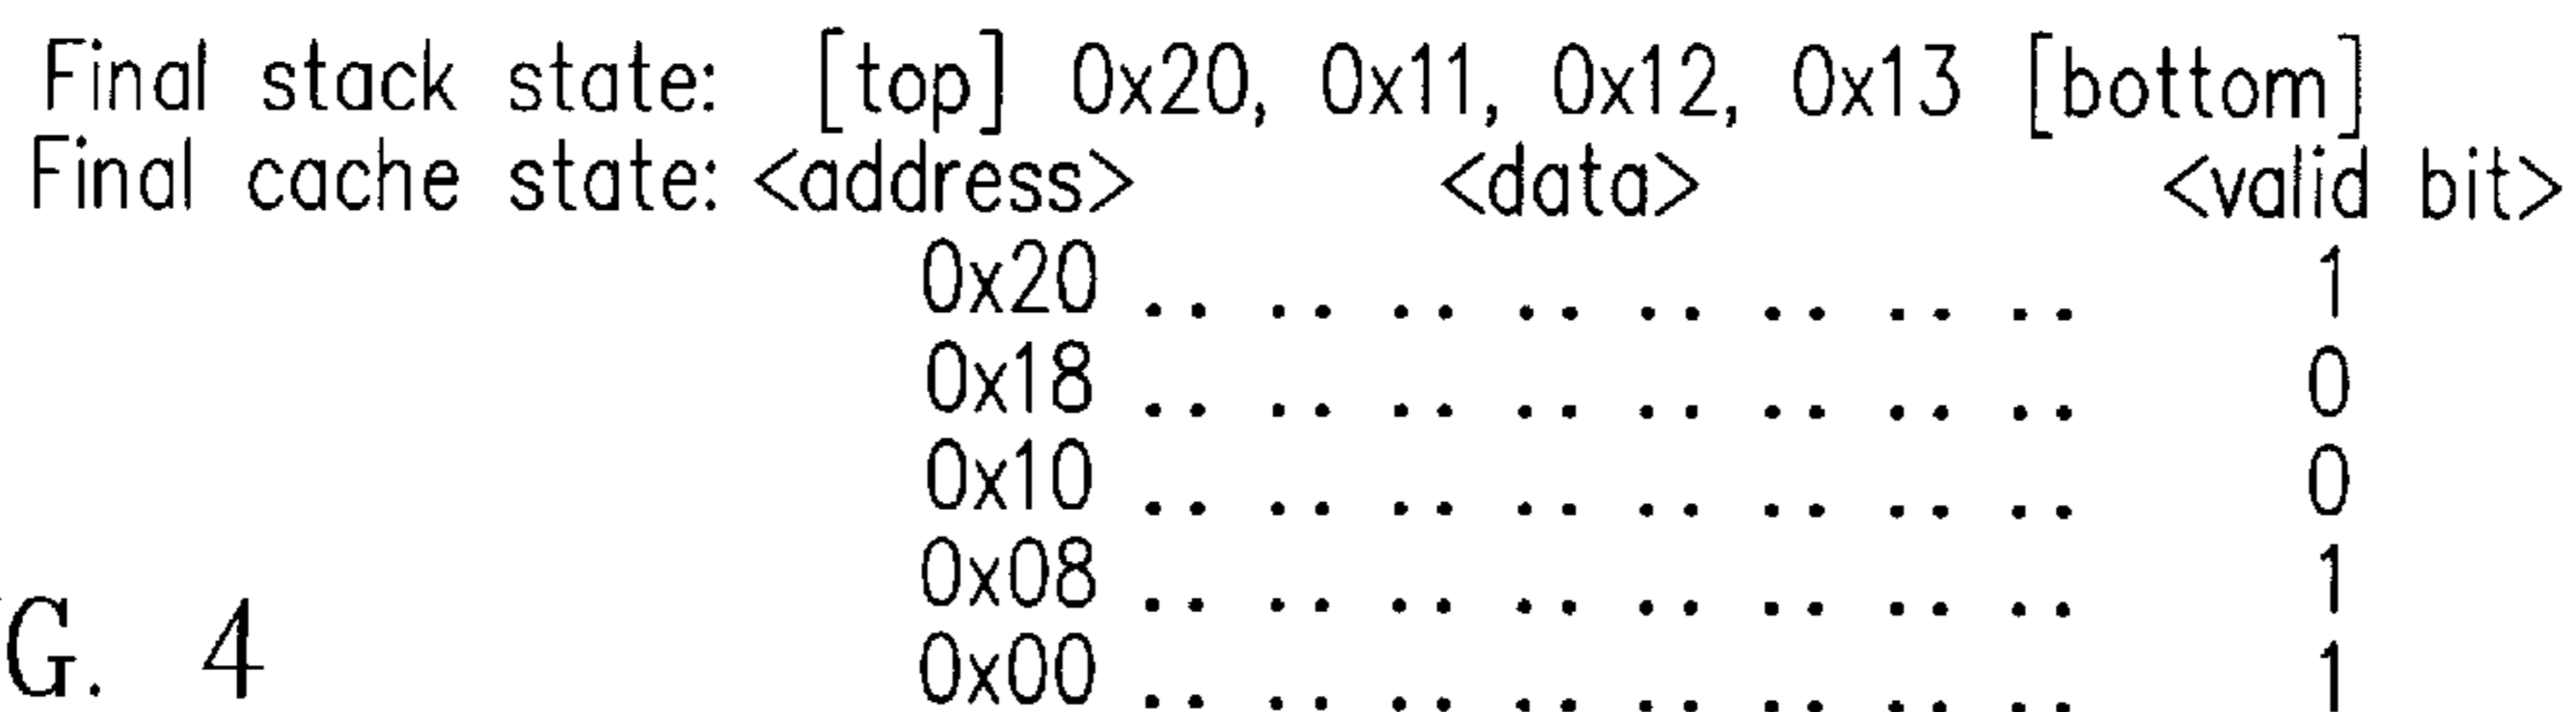 Final stack state: [top] 0x20, 0x11, 0x12, 0x13 [bottom]
Final cache state: <address> <data> <valid bit>
0x20 .. .. .. .. .. .. .. .. 1
0x18 .. .. .. .. .. .. .. .. 0
0x10 .. .. .. .. .. .. .. .. 0
0x08 .. .. .. .. .. .. .. .. 1
0x00 .. .. .. .. .. .. .. .. 1
G. 4